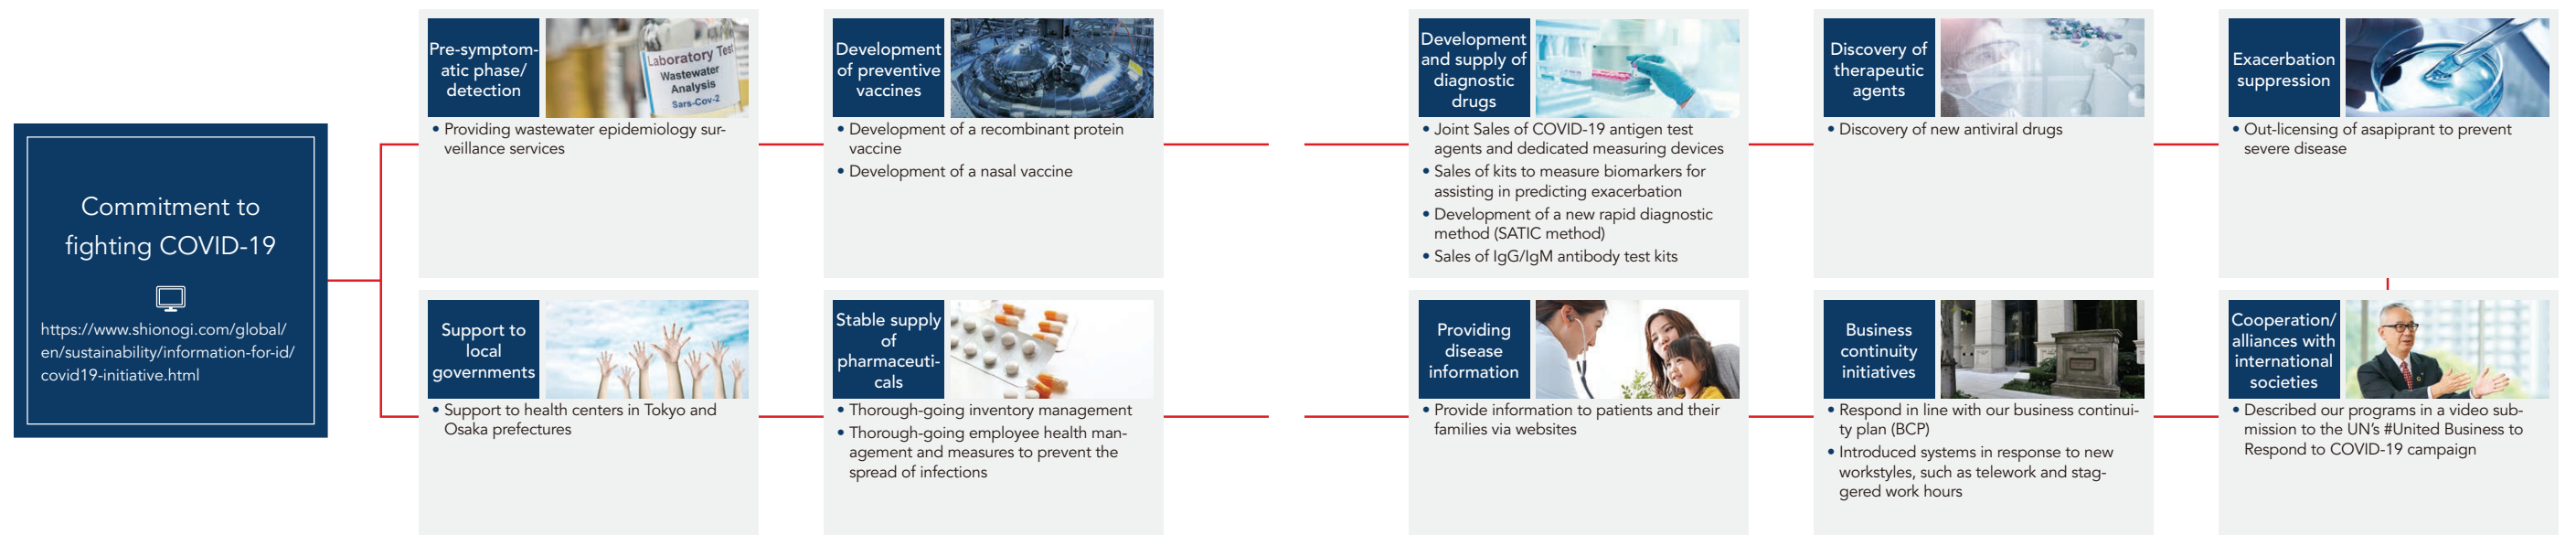 Commitment to
fighting COVID-19
https://www.shionogi.com/global/
en/sustainability/information-for-id/
covid19-initiative.html
Pre-symptom-
atic phase/
detection
Laboratory Test
Wastewater
Analysis
Sars-Cov-2
• Providing wastewater epidemiology sur-
veillance services
Development
of preventive
vaccines
• Development of a recombinant protein
vaccine
• Development of a nasal vaccine
Development
and supply of
diagnostic
drugs
• Joint Sales of COVID-19 antigen test
agents and dedicated measuring devices
• Sales of kits to measure biomarkers for
assisting in predicting exacerbation
• Development of a new rapid diagnostic
method (SATIC method)
• Sales of IgG/IgM antibody test kits
Discovery of
therapeutic
agents
• Discovery of new antiviral drugs
Exacerbation
suppression
• Out-licensing of asapiprant to prevent
severe disease
Support to
local
governments
• Support to health centers in Tokyo and
Osaka prefectures
Stable supply
of
pharmaceuti-
cals
• Thorough-going inventory management
• Thorough-going employee health man-
agement and measures to prevent the
spread of infections
Providing
disease
information
• Provide information to patients and their
families via websites
Business
continuity
initiatives
• Respond in line with our business continui-
ty plan (BCP)
• Introduced systems in response to new
workstyles, such as telework and stag-
gered work hours
Cooperation/
alliances with
international
societies
• Described our programs in a video sub-
mission to the UN’s #United Business to
Respond to COVID-19 campaign